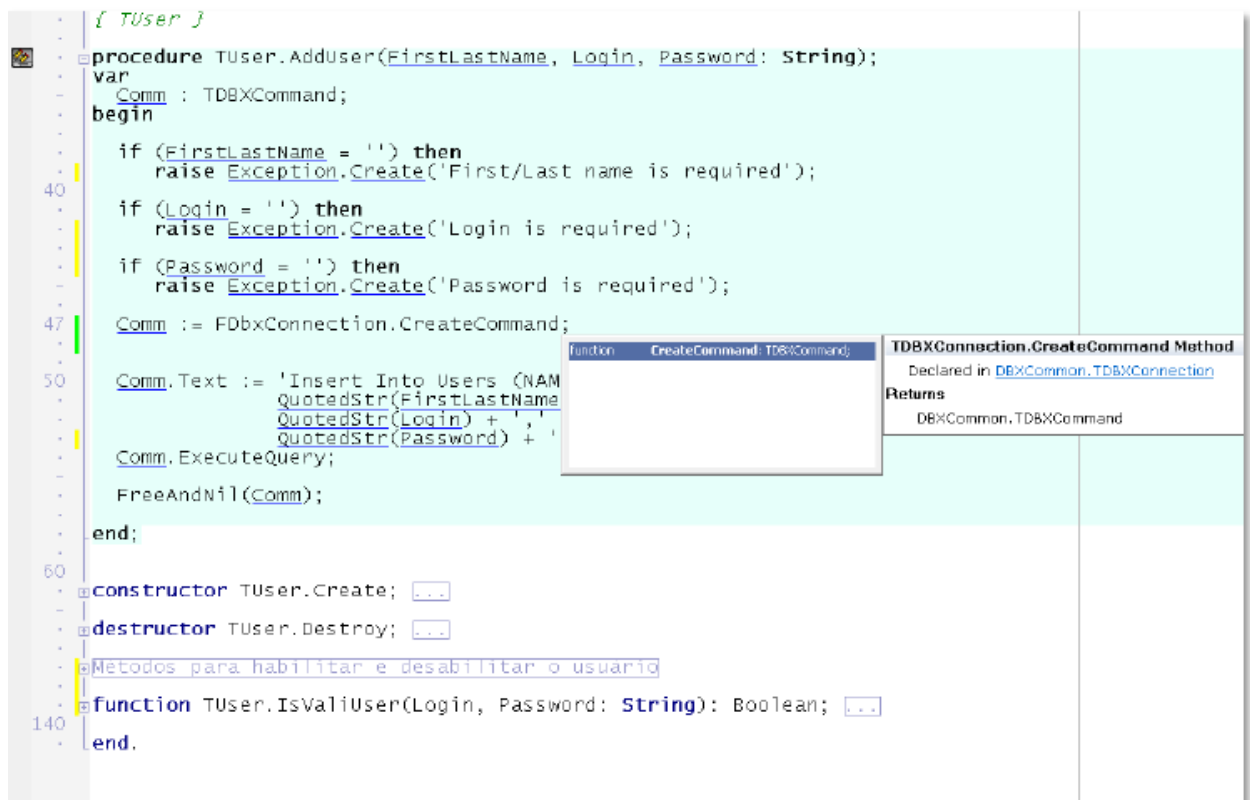 { TUser }
procedure TUser.AddUser(FirstLastName, Login, Password: String);
var
Comm : TDBXCommand;
begin
if (FirstLastName = '') then
raise Exception.Create('First/Last name is required');
40
if (Login = '') then
raise Exception.Create('Login is required');
if (Password = '') then
raise Exception.Create('Password is required');
47 Comm := FDbxConnection.CreateCommand;
function CreateCommand: TDBXCommand;
TDBXConnection.CreateCommand Method
Declared in DBXCommon.TDBXConnection
Returns
DBXCommon.TDBXCommand
50 Comm.Text := 'Insert Into Users (NAM
QuotedStr(FirstLastName
QuotedStr(Login) + ','
QuotedStr(Password) + '
Comm.ExecuteQuery;
FreeAndNil(Comm);
end;
60
constructor TUser.Create; ...
destructor TUser.Destroy; ...
Metodos para habilitar e desabilitar o usuário
function TUser.IsValiUser(Login, Password: String): Boolean; ...
140
end.